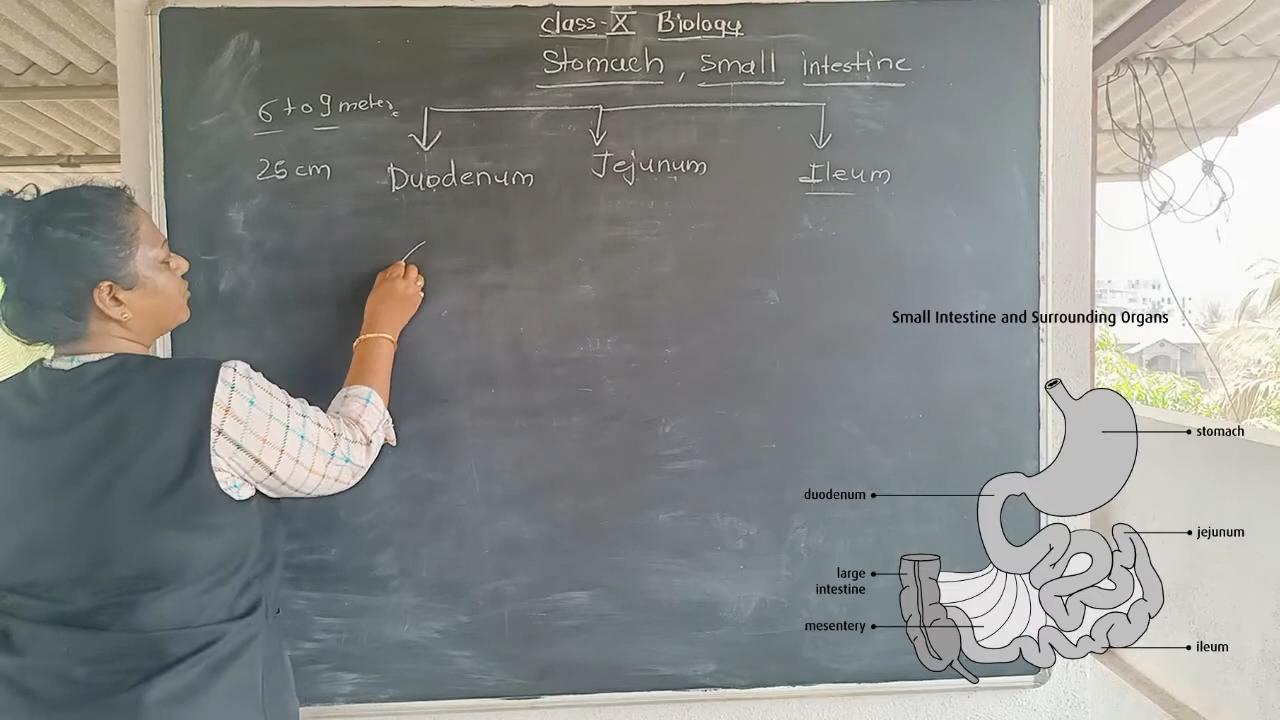 class-X Biology
Stomach, small intestine.
6 to 9 meter
25 cm Duodenum Jejunum Ileum
Small Intestine and Surrounding Organs
stomach
duodenum
jejunum
large
intestine
mesentery
ileum